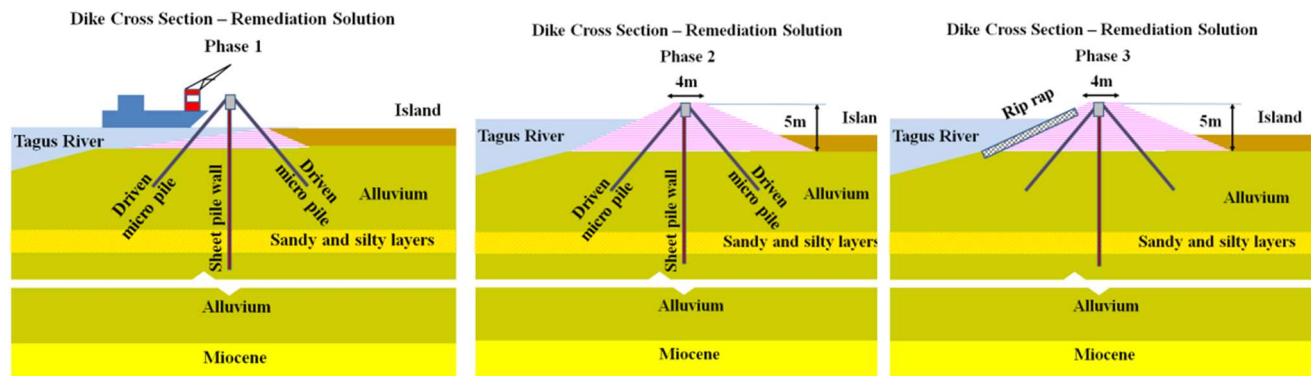 Dike Cross Section – Remediation Solution
Phase 1
Island
Tagus River
Driven
micro pile
Sheet pile wall
Driven
micro pile
Alluvium
Sandy and silty layers
Alluvium
Miocene
Dike Cross Section – Remediation Solution
Phase 2
4m
Islan
5m
Tagus River
Driven
micro pile
Sheet pile wall
Driven
micro pile
Alluvium
Sandy and silty layers
Alluvium
Miocene
Dike Cross Section – Remediation Solution
Phase 3
4m
Rip rap
Island
5m
Tagus River
Alluvium
Sandy and silty layers
Alluvium
Miocene